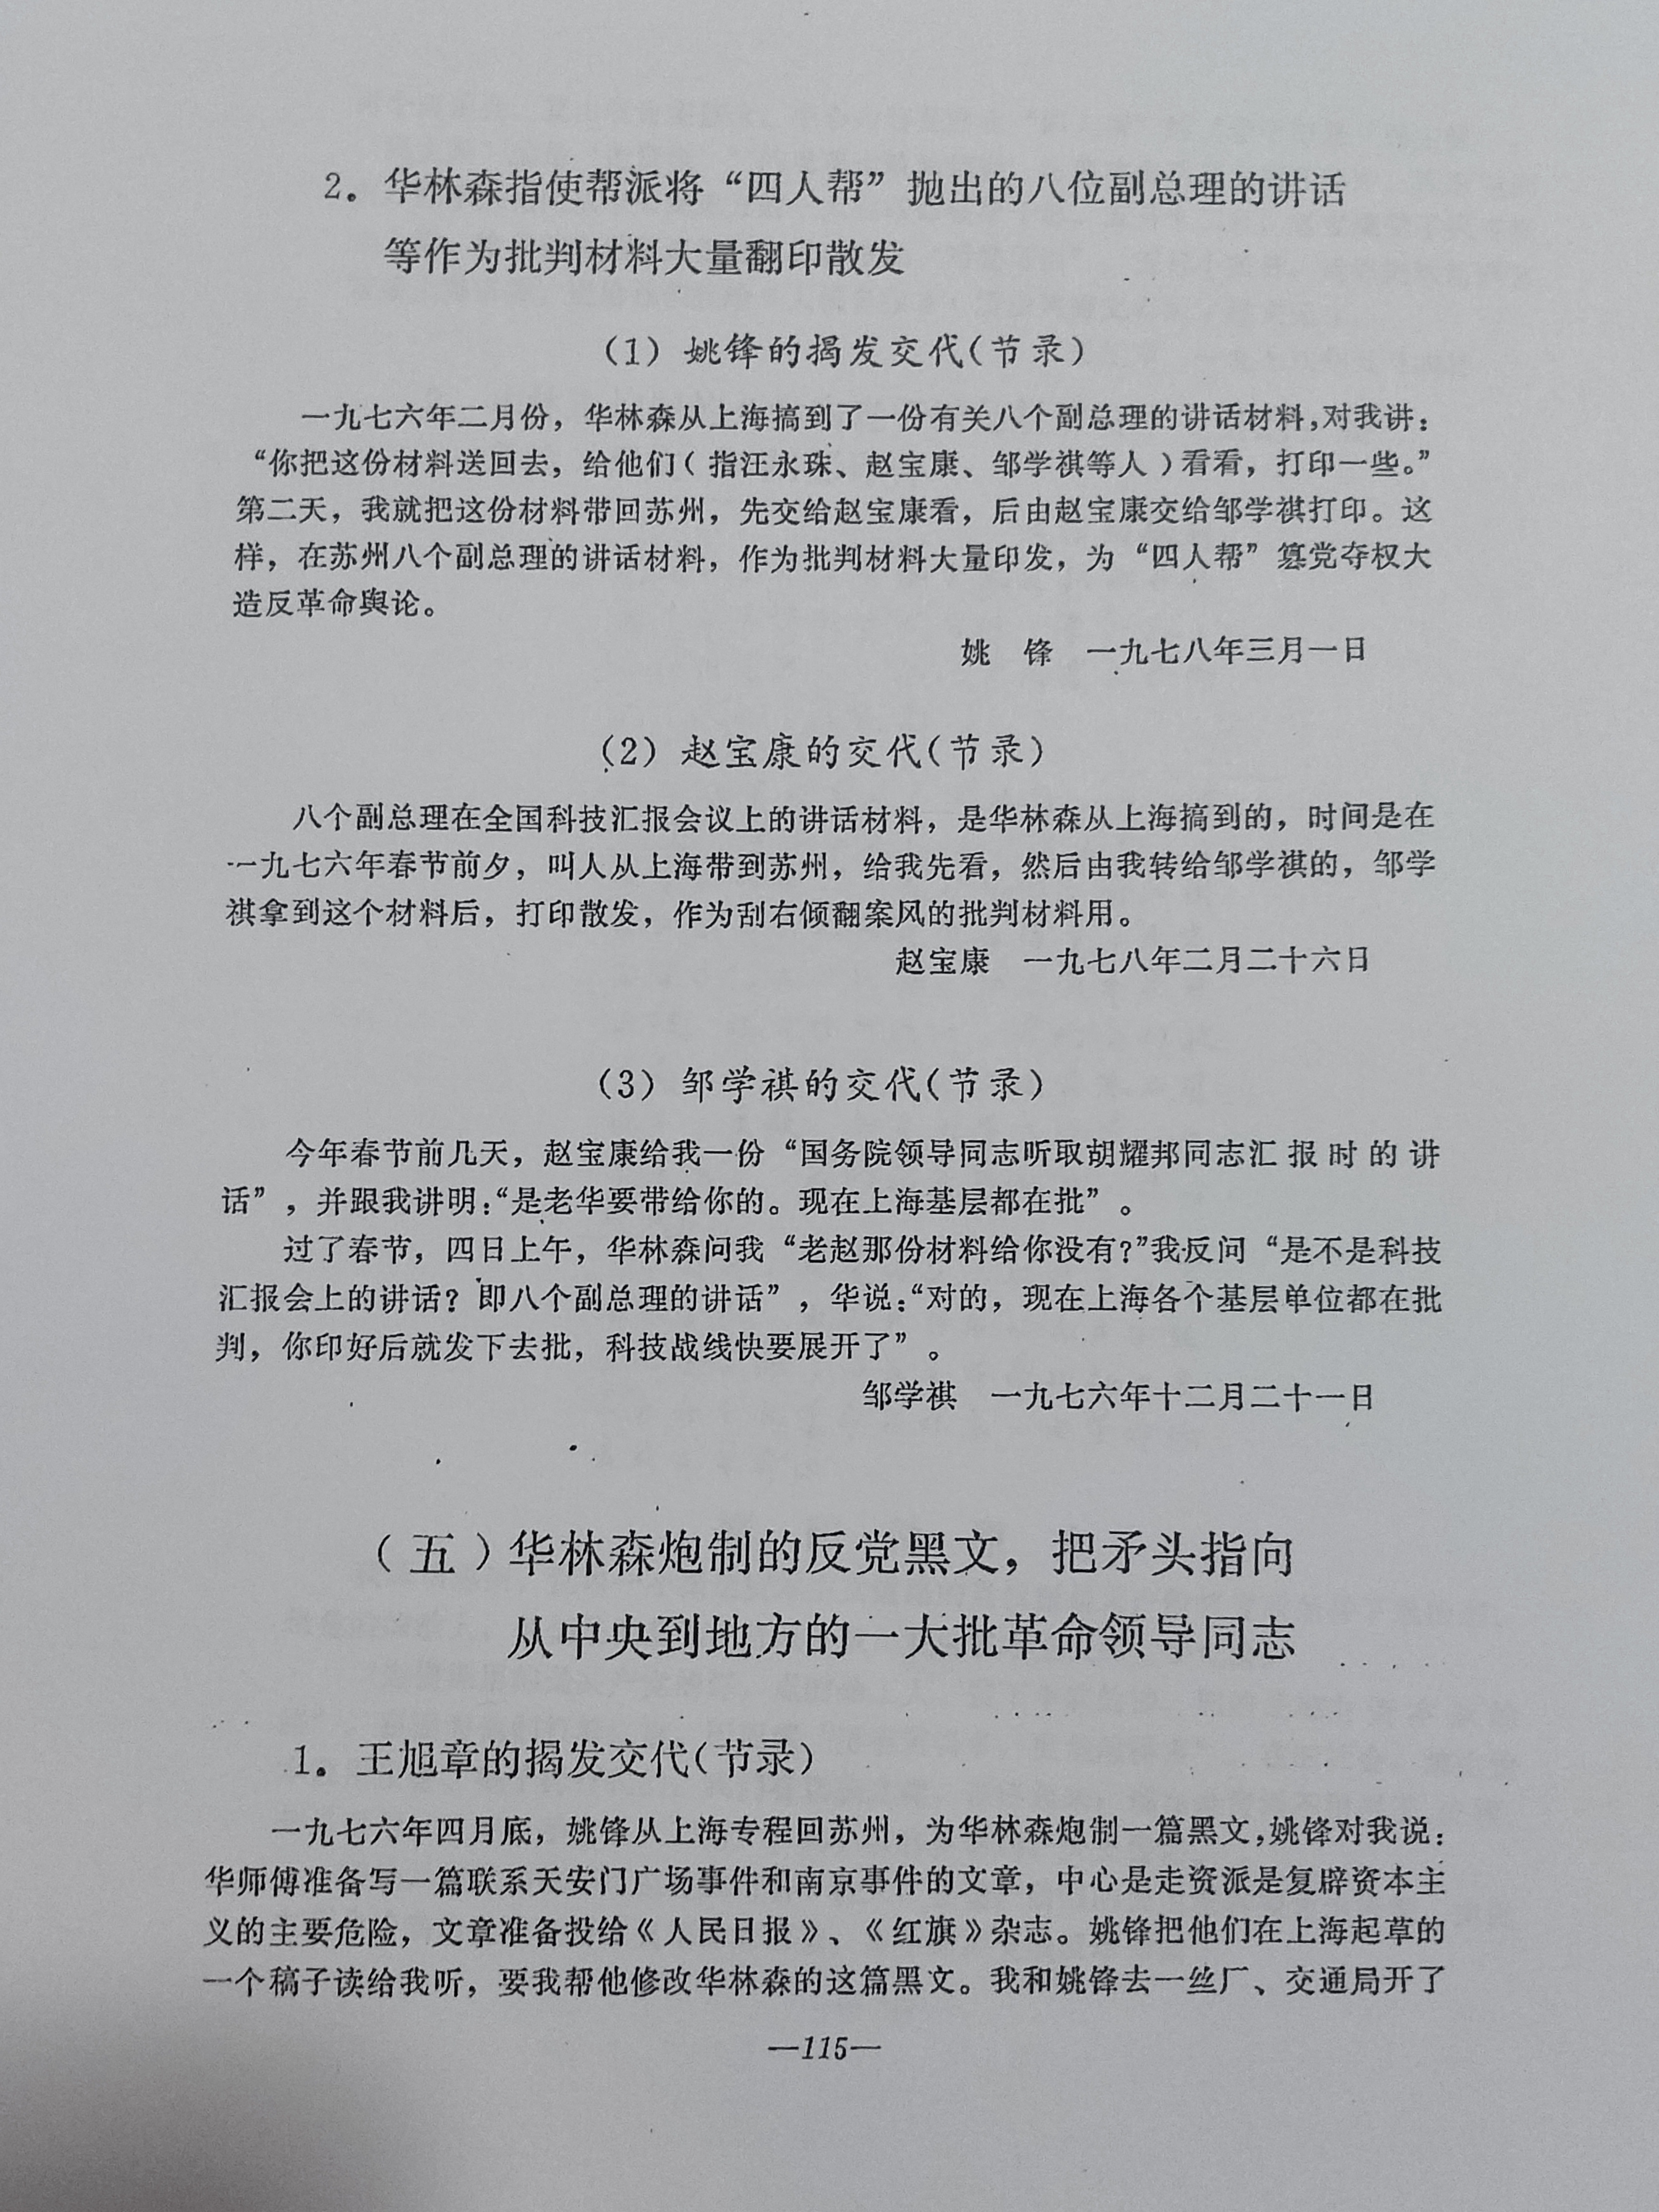 2。华林森指使帮派将“四人帮”抛出的八位副总理的讲话
等作为批判材料大量翻印散发
（1）姚锋的揭发交代（节录）
一九七六年二月份，华林森从上海搞到了一份有关八个副总理的讲话材料，对我讲：
“你把这份材料送回去，给他们（指汪永珠、赵宝康、邹学祺等人）看看，打印一些。”
第二天，我就把这份材料带回苏州，先交给赵宝康看，后由赵宝康交给邹学祺打印。这
样，在苏州八个副总理的讲话材料，作为批判材料大量印发，为“四人帮”篡党夺权大
造反革命舆论。
姚　锋　一九七八年三月一日
（2）赵宝康的交代（节录）
八个副总理在全国科技汇报会议上的讲话材料，是华林森从上海搞到的，时间是在
一九七六年春节前夕，叫人从上海带到苏州，给我先看，然后由我转给邹学祺的，邹学
祺拿到这个材料后，打印散发，作为刮右倾翻案风的批判材料用。
赵宝康　一九七八年二月二十六日
（3）邹学祺的交代（节录）
今年春节前几天，赵宝康给我一份“国务院领导同志听取胡耀邦同志汇报时的讲
话”，并跟我讲明：“是老华要带给你的。现在上海基层都在批”。
过了春节，四日上午，华林森问我“老赵那份材料给你没有？”我反问“是不是科技
汇报会上的讲话？即八个副总理的讲话”，华说：“对的，现在上海各个基层单位都在批
判，你印好后就发下去批，科技战线快要展开了”。
邹学祺　一九七六年十二月二十一日
（五）华林森炮制的反党黑文，把矛头指向
从中央到地方的一大批革命领导同志
1。王旭章的揭发交代（节录）
一九七六年四月底，姚锋从上海专程回苏州，为华林森炮制一篇黑文，姚锋对我说：
华师傅准备写一篇联系天安门广场事件和南京事件的文章，中心是走资派是复辟资本主
义的主要危险，文章准备投给《人民日报》、《红旗》杂志。姚锋把他们在上海起草的
一个稿子读给我听，要我帮他修改华林森的这篇黑文。我和姚锋去一丝厂、交通局开了
—115—